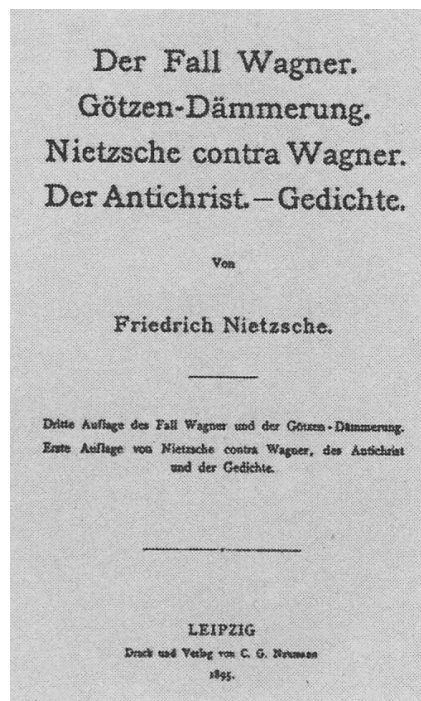 Der Fall Wagner.
Götzen-Dämmerung.
Nietzsche contra Wagner.
Der Antichrist.—Gedichte.
Von
Friedrich Nietzsche.
Dritte Auflage des Fall Wagner und der Götzen-Dämmerung.
Erste Auflage von Nietzsche contra Wagner, des Antichrist
und der Gedichte.
LEIPZIG
Druck und Verlag von C. G. Naumann
1895.